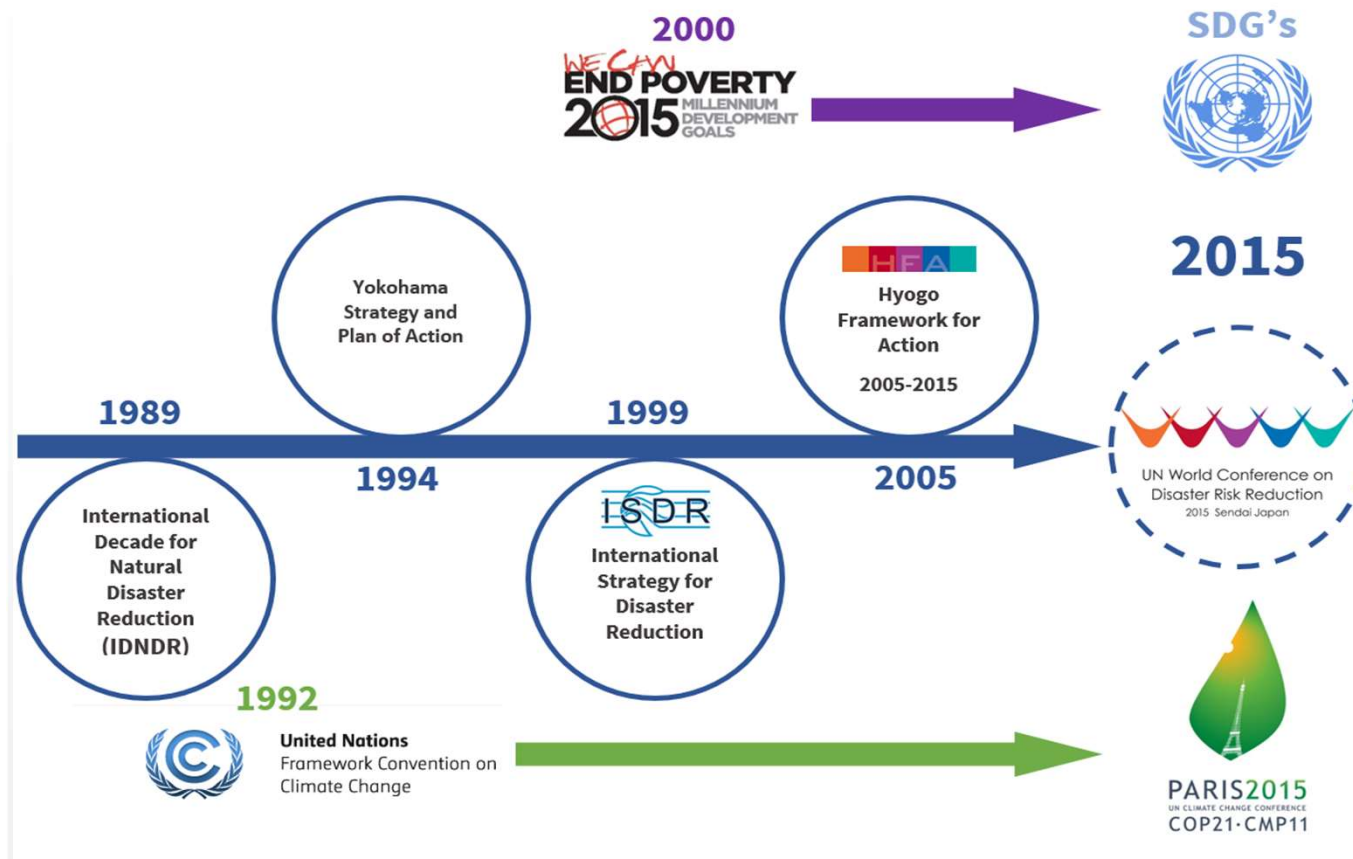 2000
WE CAN
END POVERTY
2015 MILLENNIUM
DEVELOPMENT
GOALS
SDG's
Yokohama
Strategy and
Plan of Action
HFA
Hyogo
Framework for
Action
2005-2015
2015
1989
1999
1994
2005
International
Decade for
Natural
Disaster
Reduction
(IDNDR)
ISDR
International
Strategy for
Disaster
Reduction
UN World Conference on
Disaster Risk Reduction
2015 Sendai Japan
1992
United Nations
Framework Convention on
Climate Change
PARIS2015
UN CLIMATE CHANGE CONFERENCE
COP21·CMP11